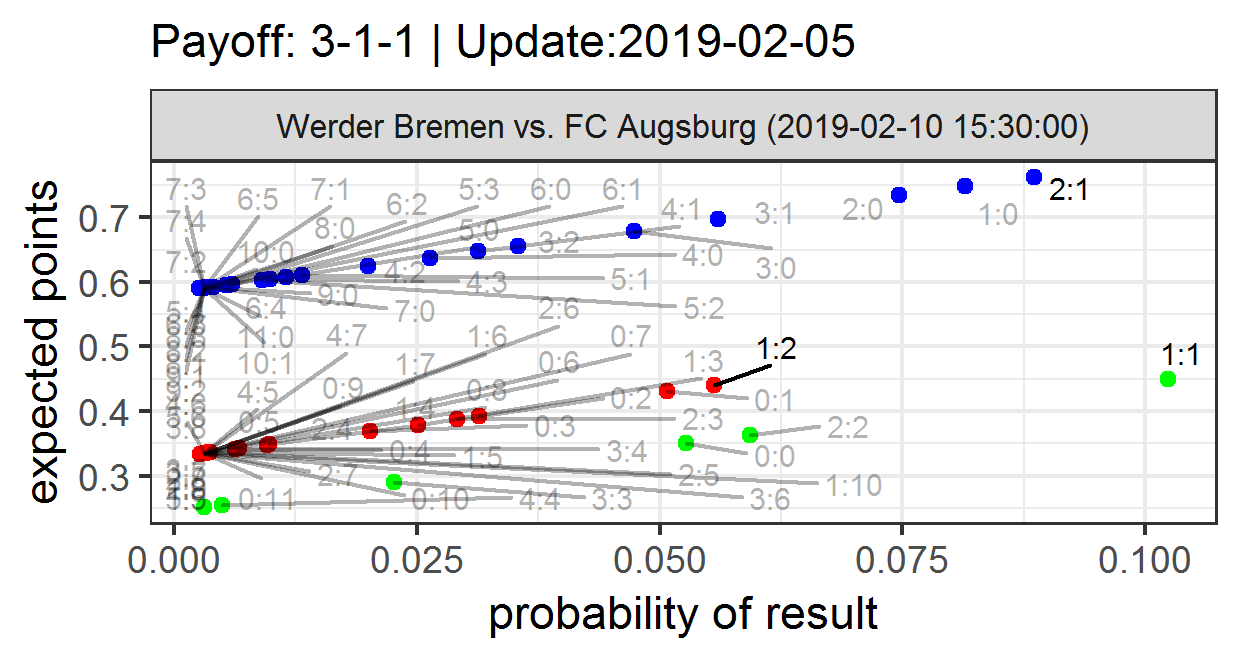 Payoff: 3-1-1 | Update:2019-02-05
Werder Bremen vs. FC Augsburg (2019-02-10 15:30:00)
expected points
0.7
0.6
0.5
0.4
0.3
7:3 6:5 7:1 6:2 5:3 6:0 6:1
7:4 8:0 5:0 4:1 3:1 2:0 1:0 2:1
7:2 10:0 3:2 4:0 3:0
4:2 4:3 5:1
9:0 6:4 7:0 2:6 5:2
11:0 4:7 1:6 0:7
10:1 1:7 0:6 1:3 1:2 1:1
4:5 0:9 0:8 0:2 0:1
0:5 2:4 1:4 0:3 2:3 2:2
0:4 1:5 3:4 0:0
2:7 2:5 1:10
0:11 0:10 4:4 3:3 3:6
0.000
0.025
0.050
0.075
0.100
probability of result